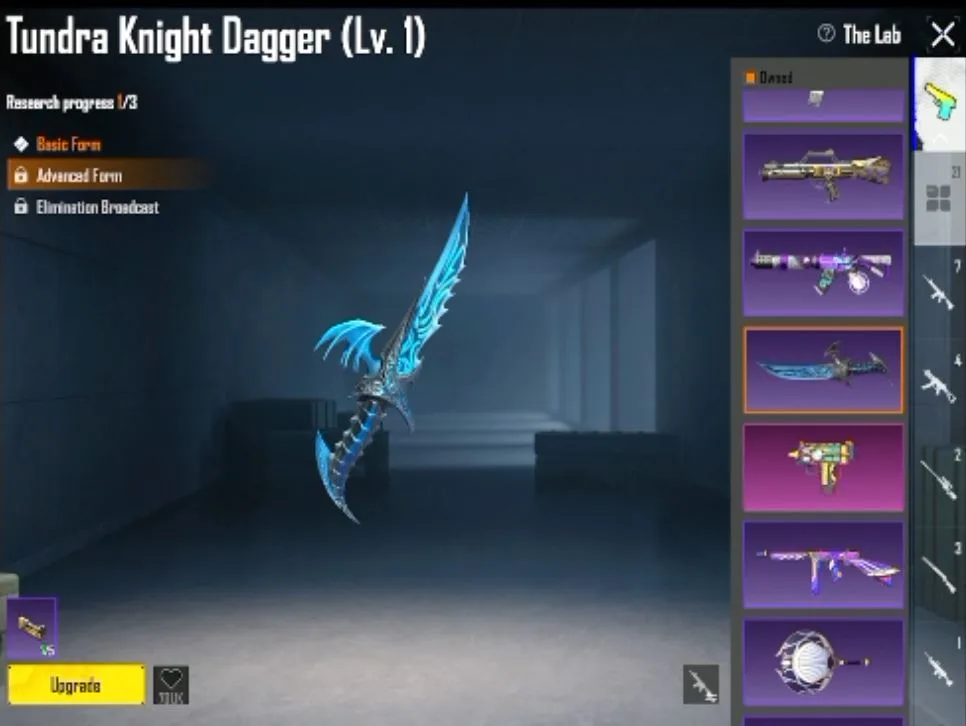 Tundra Knight Dagger (Lv. 1)
The Lab
Research progress 1/3
Owned
Basic Form
Advanced Form
Elimination Broadcast
21
7
4
2
3
1
Upgrade